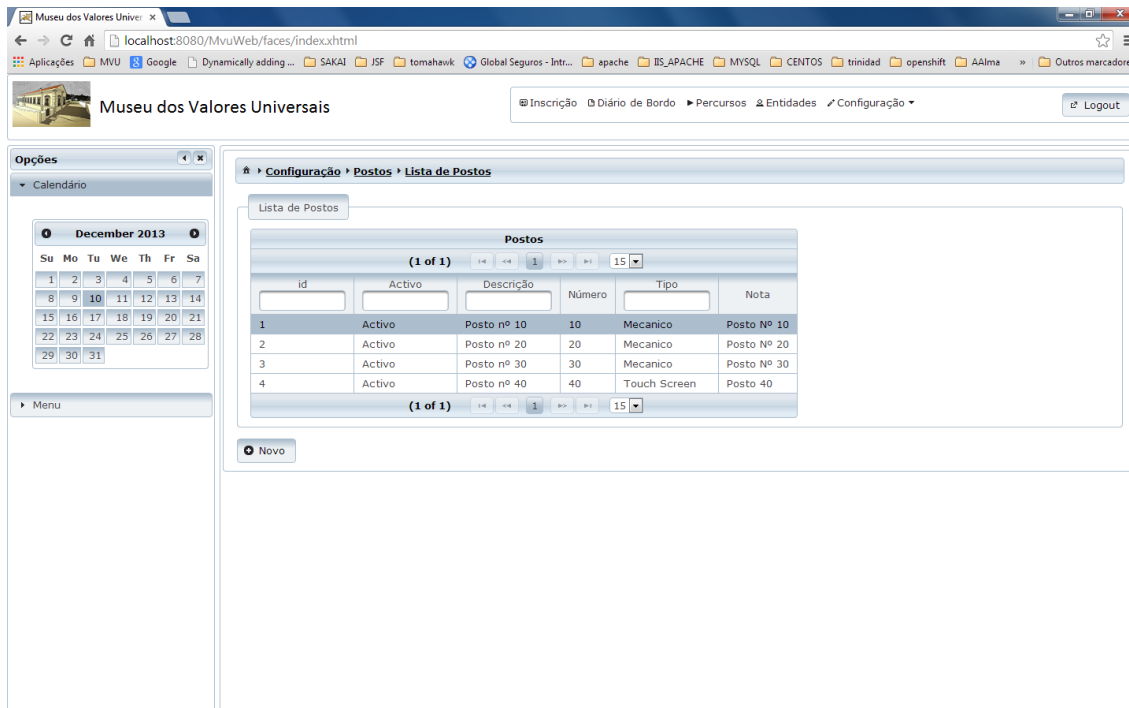 Museu dos Valores Univer
localhost:8080/MvuWeb/faces/index.xhtml
Aplicações MVU Google Dynamically adding ... SAKAI JSF tomahawk Global Seguros - Intr... apache IIS_APACHE MYSQL CENTOS trinidad openshift AAlma » Outros marcadore
Museu dos Valores Universais
Inscrição Diário de Bordo Percursos Entidades Configuração
Logout
Opções
Calendário
December 2013
Su Mo Tu We Th Fr Sa
1 2 3 4 5 6 7
8 9 10 11 12 13 14
15 16 17 18 19 20 21
22 23 24 25 26 27 28
29 30 31
Menu
Configuração Postos Lista de Postos
Lista de Postos
Postos
(1 of 1) 1 15
id Activo Descrição Número Tipo Nota
1 Activo Posto nº 10 10 Mecanico Posto Nº 10
2 Activo Posto nº 20 20 Mecanico Posto Nº 20
3 Activo Posto nº 30 30 Mecanico Posto Nº 30
4 Activo Posto nº 40 40 Touch Screen Posto 40
(1 of 1) 1 15
Novo